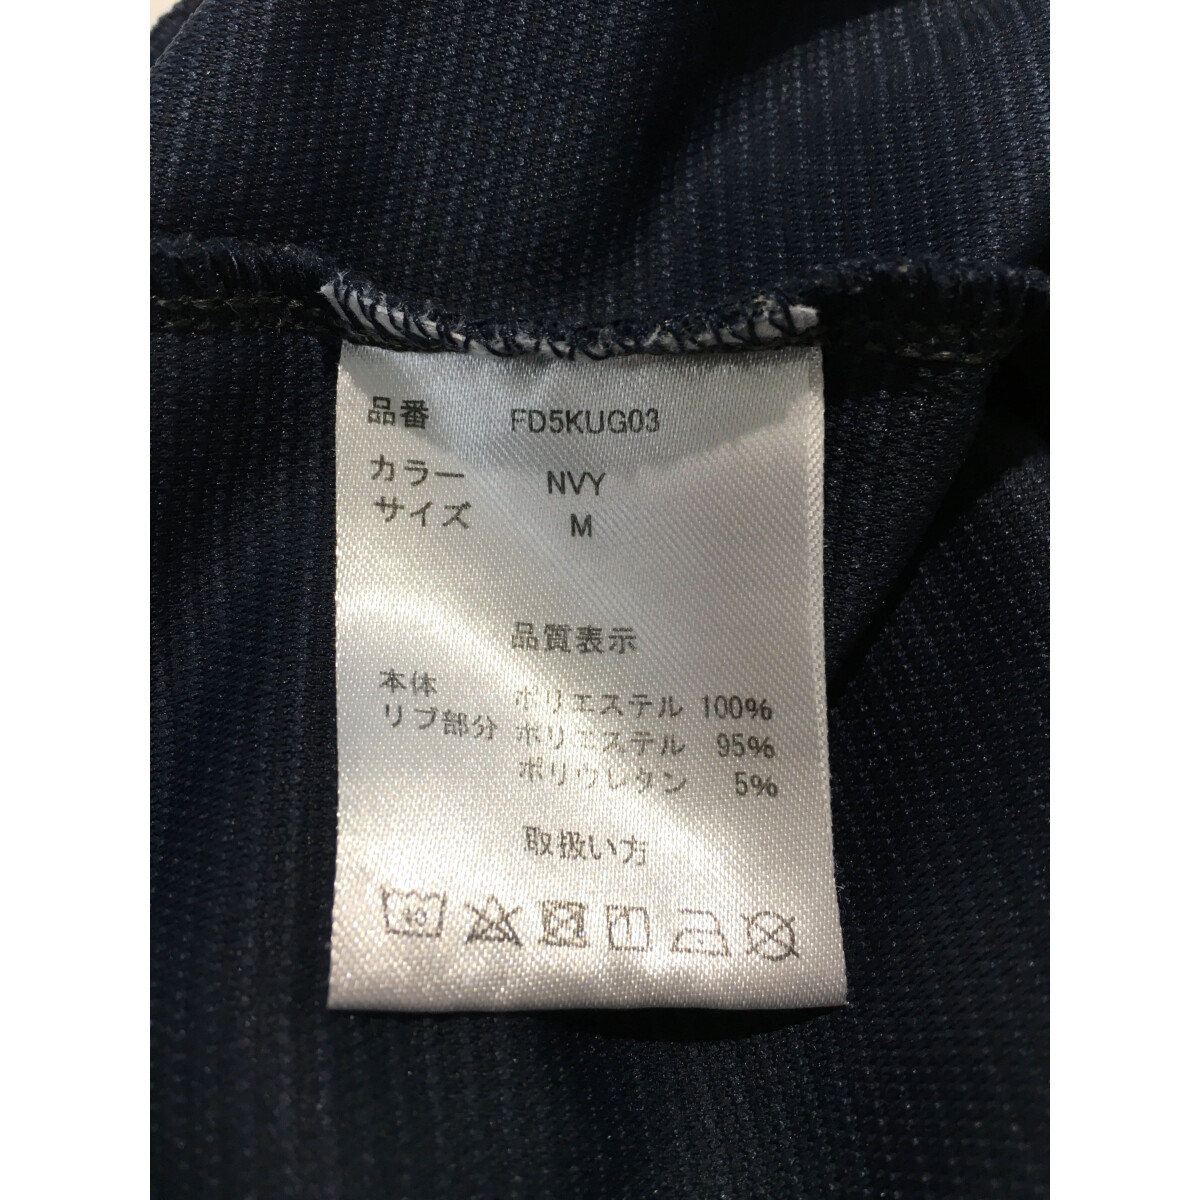 品番 FD5KUG03
カラー NVY
サイズ M
品質表示
本体 ポリエステル 100%
リブ部分 ポリエステル 95%
ポリウレタン 5%
取扱い方
40